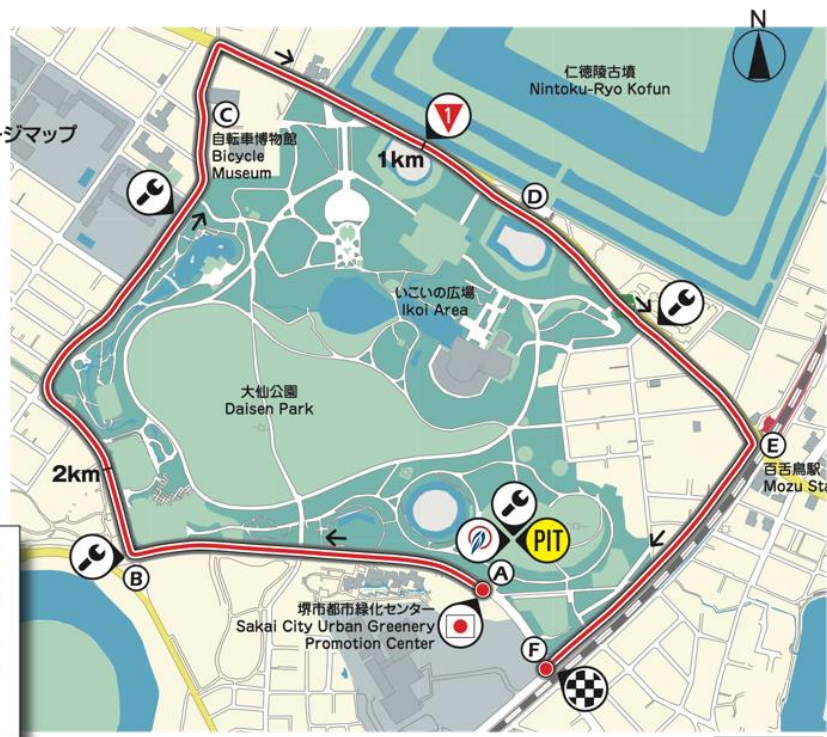 N
仁徳陵古墳
Nintoku-Ryo Kofun
ージマップ
C
自転車博物館
Bicycle
Museum
1
1km
D
いこいの広場
Ikoi Area
大仙公園
Daisen Park
E
百舌鳥駅
Mozu Sta
2km
PIT
A
B
堺市都市緑化センター
Sakai City Urban Greenery
Promotion Center
F